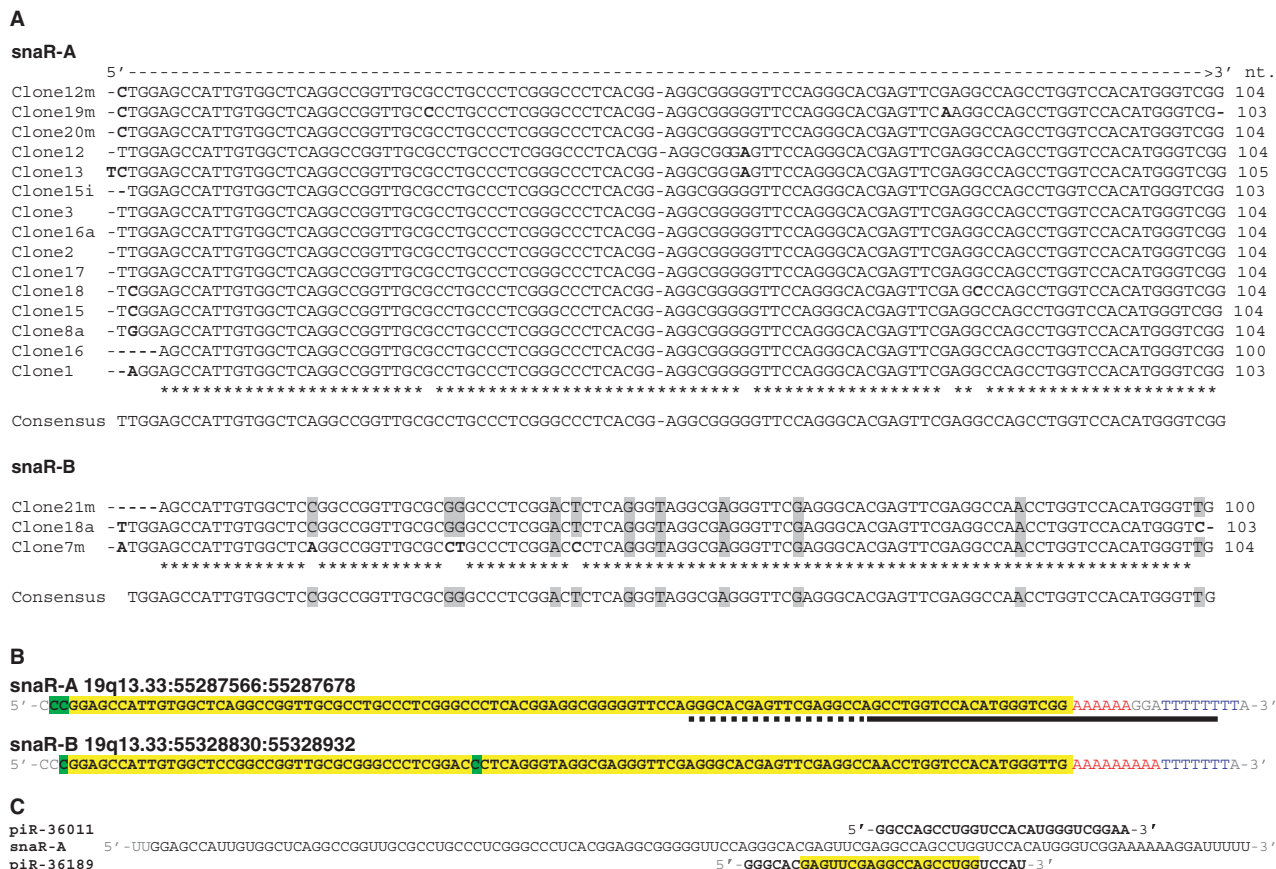 A
snaR-A
5'------------------------------------------------------------------------------------------------------->3' nt.
Clone12m -CTGGAGCCATTGTGGCTCAGGCCGGTTGCGCCTGCCCTCGGGCCCTCACGG-AGGCGGGGGTTCCAGGGCACGAGTTCGAGGCCAGCCTGGTCCACATGGGTCGG 104
Clone19m -CTGGAGCCATTGTGGCTCAGGCCGGTTGCCCCTGCCCTCGGGCCCTCACGG-AGGCGGGGGTTCCAGGGCACGAGTTCAAGGCCAGCCTGGTCCACATGGGTCG- 103
Clone20m -CTGGAGCCATTGTGGCTCAGGCCGGTTGCGCCTGCCCTCGGGCCCTCACGG-AGGCGGGGGTTCCAGGGCACGAGTTCGAGGCCAGCCTGGTCCACATGGGTCGG 104
Clone12 -TTGGAGCCATTGTGGCTCAGGCCGGTTGCGCCTGCCCTCGGGCCCTCACGG-AGGCGGGAGTTCCAGGGCACGAGTTCGAGGCCAGCCTGGTCCACATGGGTCGG 104
Clone13 TCTGGAGCCATTGTGGCTCAGGCCGGTTGCGCCTGCCCTCGGGCCCTCACGG-AGGCGGGAGTTCCAGGGCACGAGTTCGAGGCCAGCCTGGTCCACATGGGTCGG 105
Clone15i --TGGAGCCATTGTGGCTCAGGCCGGTTGCGCCTGCCCTCGGGCCCTCACGG-AGGCGGGGGTTCCAGGGCACGAGTTCGAGGCCAGCCTGGTCCACATGGGTCGG 103
Clone3 -TTGGAGCCATTGTGGCTCAGGCCGGTTGCGCCTGCCCTCGGGCCCTCACGG-AGGCGGGGGTTCCAGGGCACGAGTTCGAGGCCAGCCTGGTCCACATGGGTCGG 104
Clone16a -TTGGAGCCATTGTGGCTCAGGCCGGTTGCGCCTGCCCTCGGGCCCTCACGG-AGGCGGGGGTTCCAGGGCACGAGTTCGAGGCCAGCCTGGTCCACATGGGTCGG 104
Clone2 -TTGGAGCCATTGTGGCTCAGGCCGGTTGCGCCTGCCCTCGGGCCCTCACGG-AGGCGGGGGTTCCAGGGCACGAGTTCGAGGCCAGCCTGGTCCACATGGGTCGG 104
Clone17 -TTGGAGCCATTGTGGCTCAGGCCGGTTGCGCCTGCCCTCGGGCCCTCACGG-AGGCGGGGGTTCCAGGGCACGAGTTCGAGGCCAGCCTGGTCCACATGGGTCGG 104
Clone18 -TCGGAGCCATTGTGGCTCAGGCCGGTTGCGCCTGCCCTCGGGCCCTCACGG-AGGCGGGGGTTCCAGGGCACGAGTTCGAGCCCAGCCTGGTCCACATGGGTCGG 104
Clone15 -TCGGAGCCATTGTGGCTCAGGCCGGTTGCGCCTGCCCTCGGGCCCTCACGG-AGGCGGGGGTTCCAGGGCACGAGTTCGAGGCCAGCCTGGTCCACATGGGTCGG 104
Clone8a -TGGGAGCCATTGTGGCTCAGGCCGGTTGCGCCTGCCCTCGGGCCCTCACGG-AGGCGGGGGTTCCAGGGCACGAGTTCGAGGCCAGCCTGGTCCACATGGGTCGG 104
Clone16 -----AGCCATTGTGGCTCAGGCCGGTTGCGCCTGCCCTCGGGCCCTCACGG-AGGCGGGGGTTCCAGGGCACGAGTTCGAGGCCAGCCTGGTCCACATGGGTCGG 100
Clone1 --AGGAGCCATTGTGGCTCAGGCCGGTTGCGCCTGCCCTCGGGCCCTCACGG-AGGCGGGGGTTCCAGGGCACGAGTTCGAGGCCAGCCTGGTCCACATGGGTCGG 103
************************* ***************************** ****************** ** **********************
Consensus TTGGAGCCATTGTGGCTCAGGCCGGTTGCGCCTGCCCTCGGGCCCTCACGG-AGGCGGGGGTTCCAGGGCACGAGTTCGAGGCCAGCCTGGTCCACATGGGTCGG
snaR-B
Clone21m -----AGCCATTGTGGCTCCGGCCGGTTGCGCGGGCCCTCGGACTCTCAGGGTAGGCGAGGGTTCGAGGGCACGAGTTCGAGGCCAACCTGGTCCACATGGGTTG 100
Clone18a -TTGGAGCCATTGTGGCTCCGGCCGGTTGCGCGGGCCCTCGGACTCTCAGGGTAGGCGAGGGTTCGAGGGCACGAGTTCGAGGCCAACCTGGTCCACATGGGTC- 103
Clone7m -ATGGAGCCATTGTGGCTCAGGCCGGTTGCGCCTGCCCTCGGACCCTCAGGGTAGGCGAGGGTTCGAGGGCACGAGTTCGAGGCCAACCTGGTCCACATGGGTTG 104
************** ************ ********** **********************************************************
Consensus TGGAGCCATTGTGGCTCCGGCCGGTTGCGCGGGCCCTCGGACTCTCAGGGTAGGCGAGGGTTCGAGGGCACGAGTTCGAGGCCAACCTGGTCCACATGGGTTG
B
snaR-A 19q13.33:55287566:55287678
5'-CCCGGAGCCATTGTGGCTCAGGCCGGTTGCGCCTGCCCTCGGGCCCTCACGGAGGCGGGGGTTCCAGGGCACGAGTTCGAGGCCAGCCTGGTCCACATGGGTCGGAAAAAAGGATTTTTTTTA-3'
snaR-B 19q13.33:55328830:55328932
5'-CCCGGAGCCATTGTGGCTCCGGCCGGTTGCGCGGGCCCTCGGACCCTCAGGGTAGGCGAGGGTTCGAGGGCACGAGTTCGAGGCCAACCTGGTCCACATGGGTTGAAAAAAAAATTTTTTTA-3'
C
piR-36011 5'-GGCCAGCCUGGUCCACAUGGGUCGGAA-3'
snaR-A 5'-UUGGAGCCAUUGUGGCUCAGGCCGGUUGCGCCUGCCCUCGGGCCCUCACGGAGGCGGGGGUUCCAGGGCACGAGUUCGAGGCCAGCCUGGUCCACAUGGGUCGGAAAAAAGGAUUUUU-3'
piR-36189 5'-GGGCACGAGUUCGAGGCCAGCCUGGUCCAU-3'